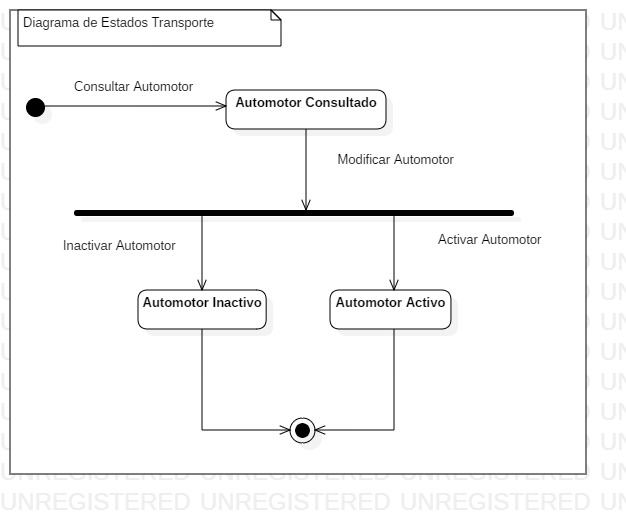 Diagrama de Estados Transporte
Consultar Automotor
Automotor Consultado
Modificar Automotor
Inactivar Automotor
Activar Automotor
Automotor Inactivo
Automotor Activo
UNREGISTERED UNREGISTERED UNREGISTERED UN